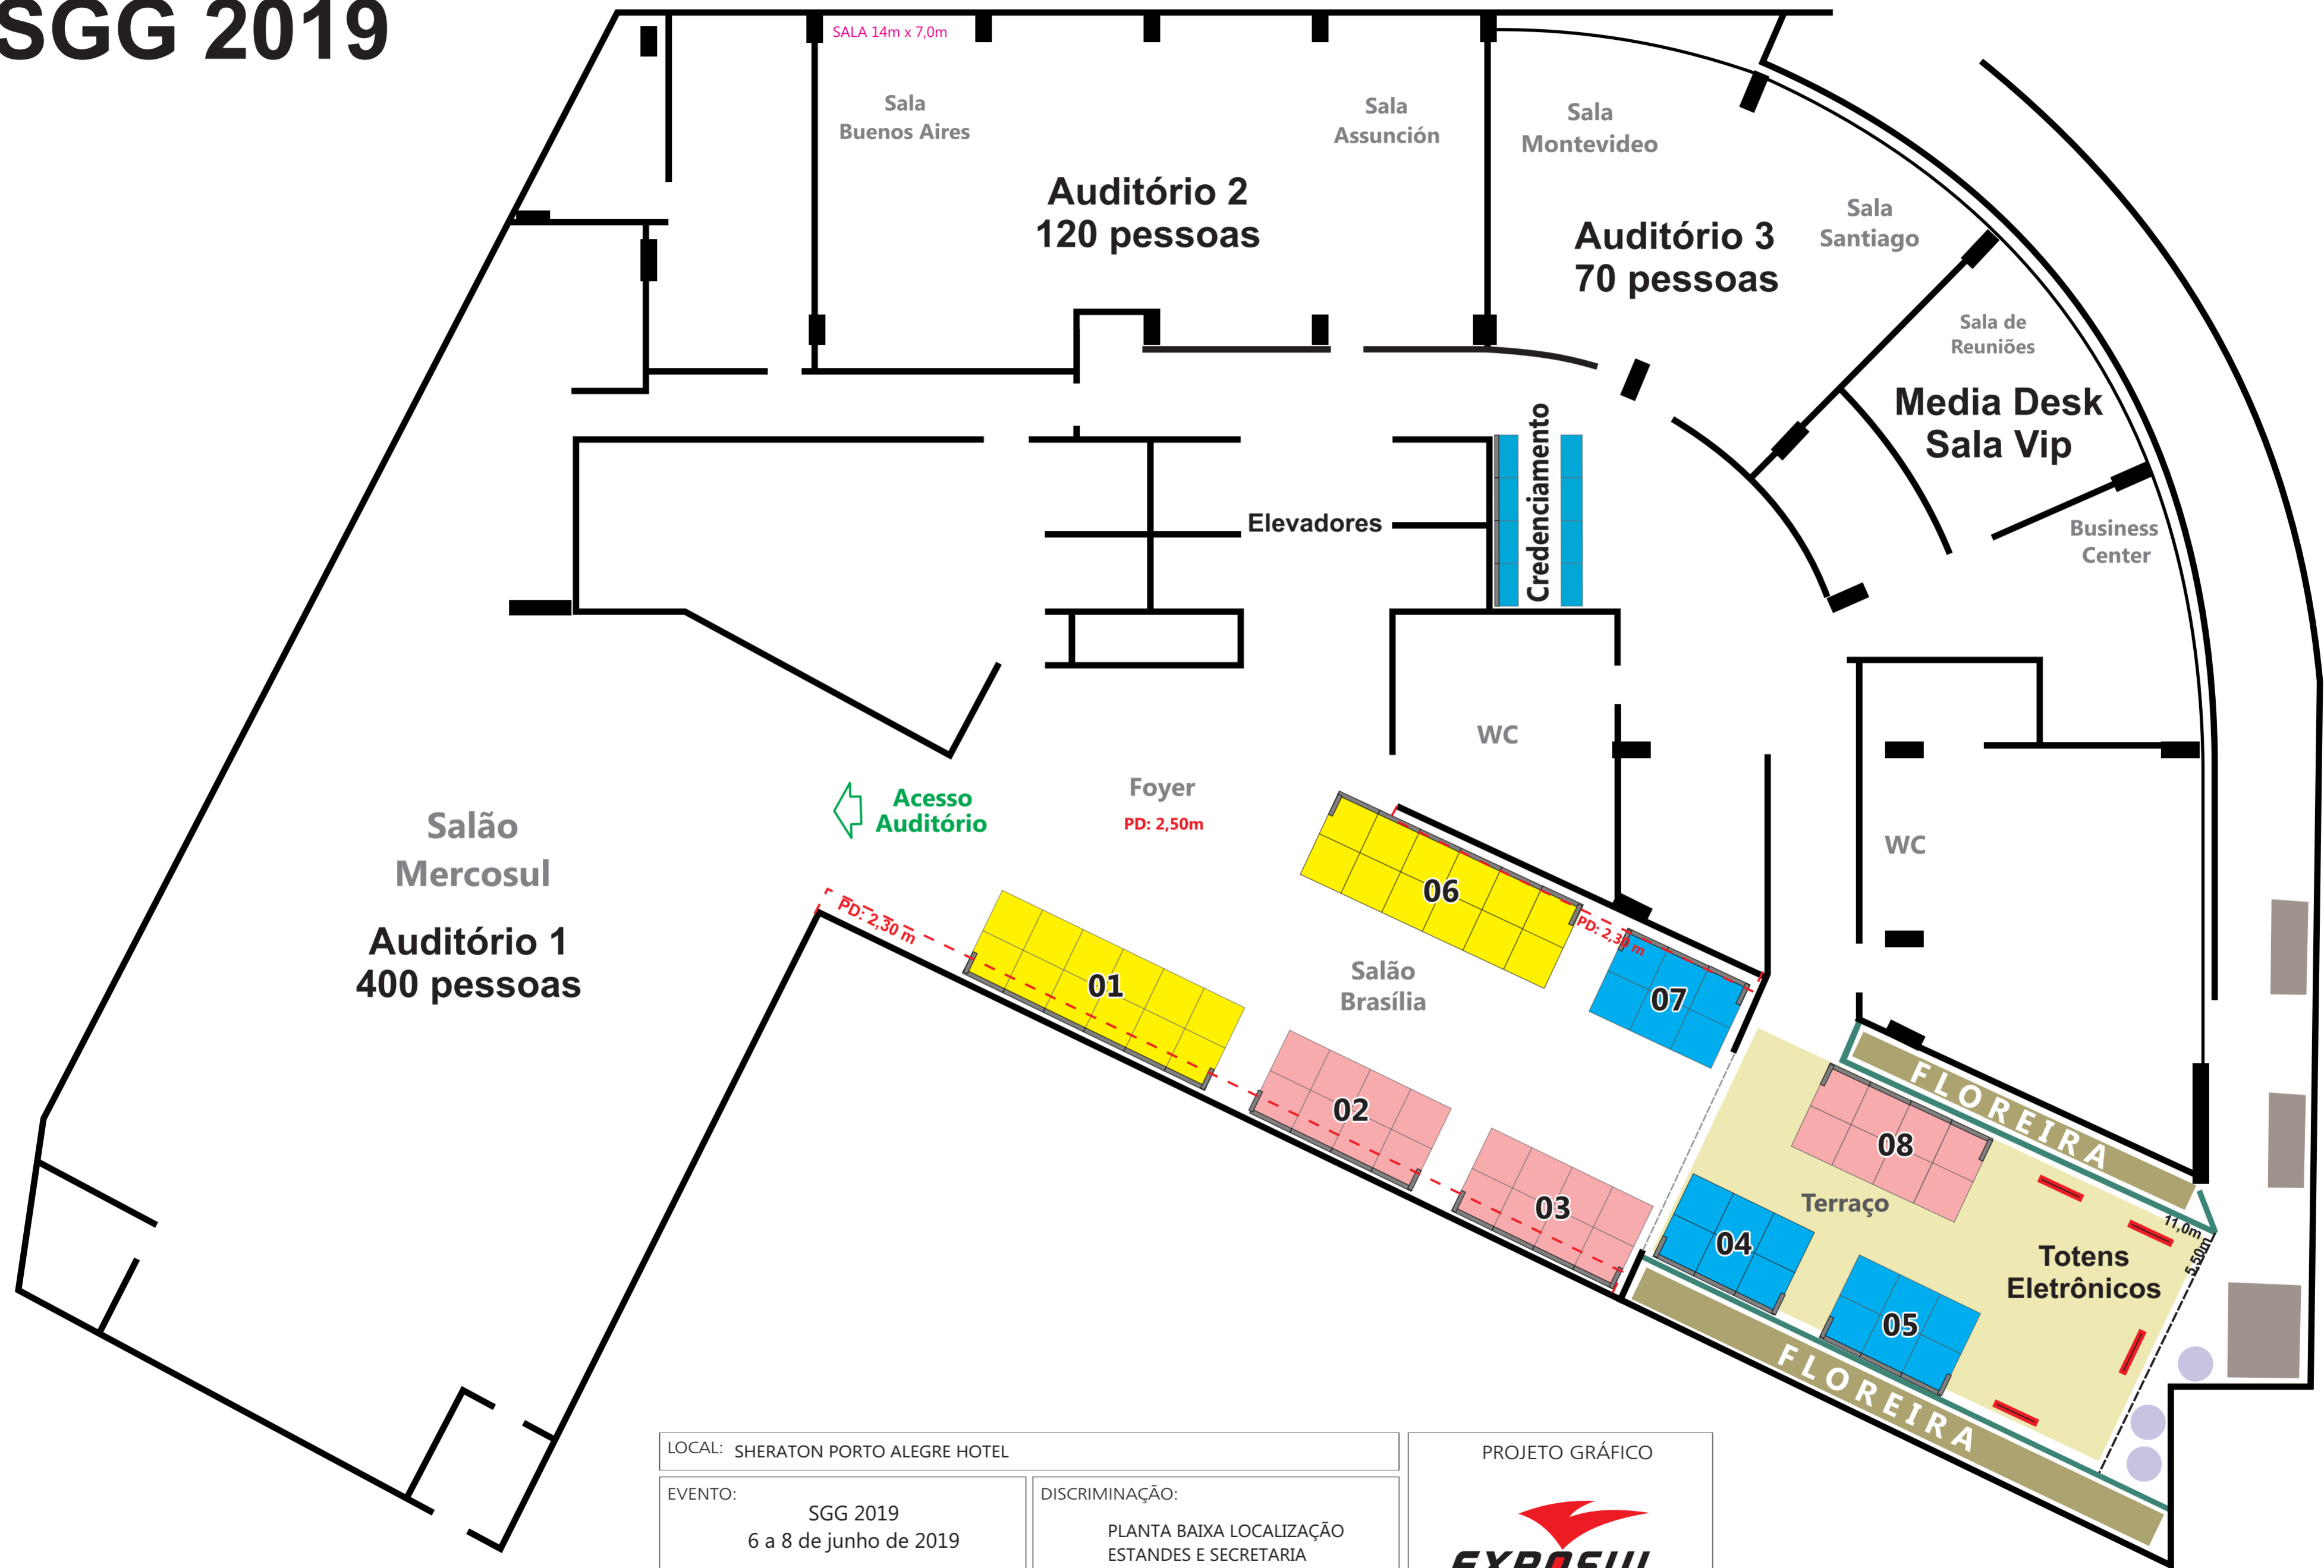 SGG 2019
SALA 14m x 7,0m
Sala
Buenos Aires
Sala
Assunción
Sala
Montevideo
Auditório 2
120 pessoas
Sala
Santiago
Auditório 3
70 pessoas
Sala de
Reuniões
Media Desk
Sala Vip
Credenciamento
Elevadores
Business
Center
WC
Acesso
Auditório
Foyer
PD: 2,50m
Salão
Mercosul
Auditório 1
400 pessoas
WC
PD: 2,30 m
06
PD: 2,30 m
01
Salão
Brasília
07
02
FLOREIRA
08
03
Terraço
04
11,0m
5,50m
Totens
Eletrônicos
05
FLOREIRA
LOCAL: SHERATON PORTO ALEGRE HOTEL
PROJETO GRÁFICO
EVENTO:
SGG 2019
6 a 8 de junho de 2019
DISCRIMINAÇÃO:
PLANTA BAIXA LOCALIZAÇÃO
ESTANDES E SECRETARIA
EXPOSUL